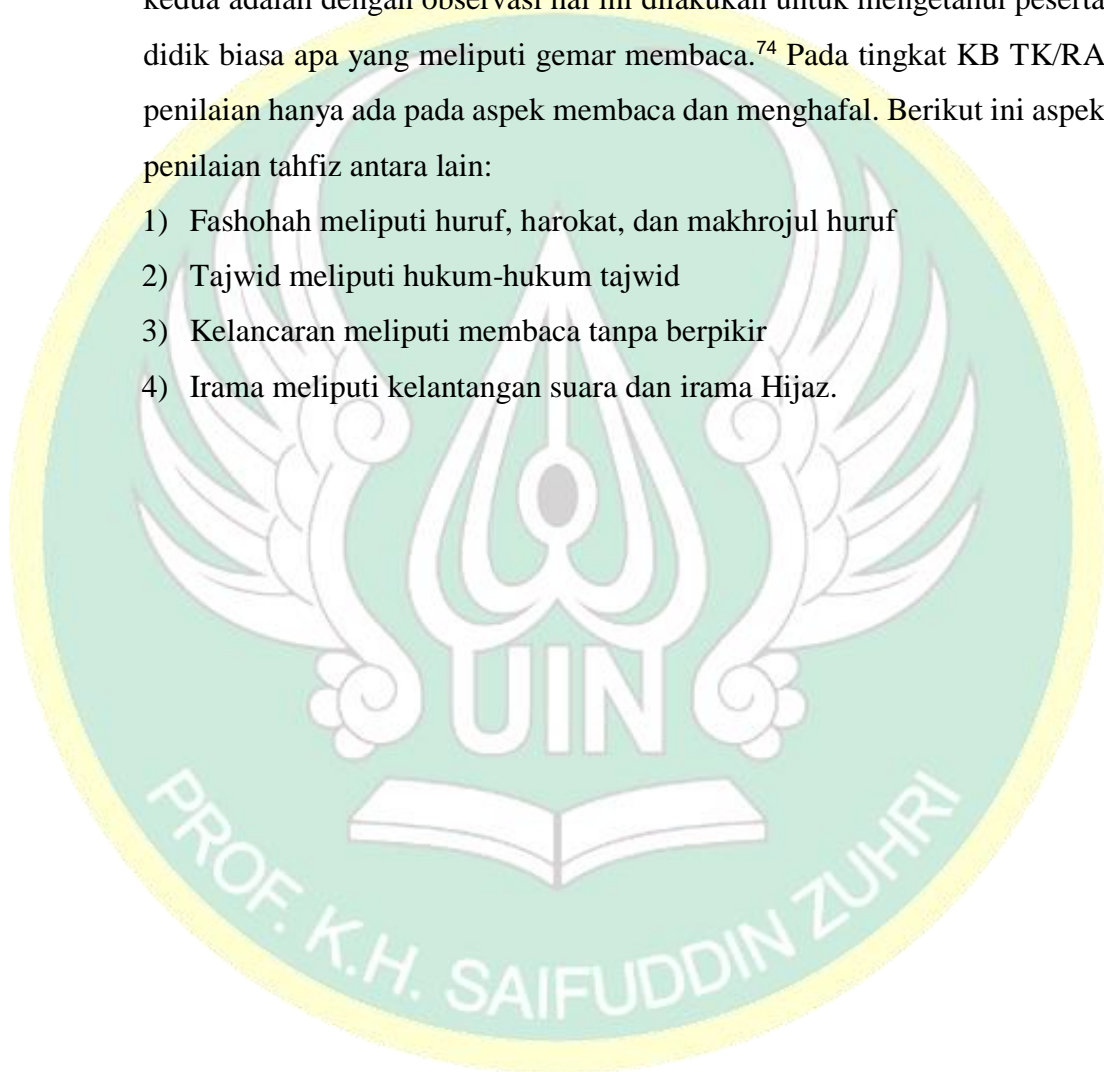 kedua adalah dengan observasi hal ini dilakukan untuk mengetahui peserta
didik biasa apa yang meliputi gemar membaca.⁷⁴ Pada tingkat KB TK/RA
penilaian hanya ada pada aspek membaca dan menghafal. Berikut ini aspek
penilaian tahfiz antara lain:
1) Fashohah meliputi huruf, harokat, dan makhrojul huruf
2) Tajwid meliputi hukum-hukum tajwid
3) Kelancaran meliputi membaca tanpa berpikir
4) Irama meliputi kelantangan suara dan irama Hijaz.
UIN
PROF. K.H. SAIFUDDIN ZUHRI